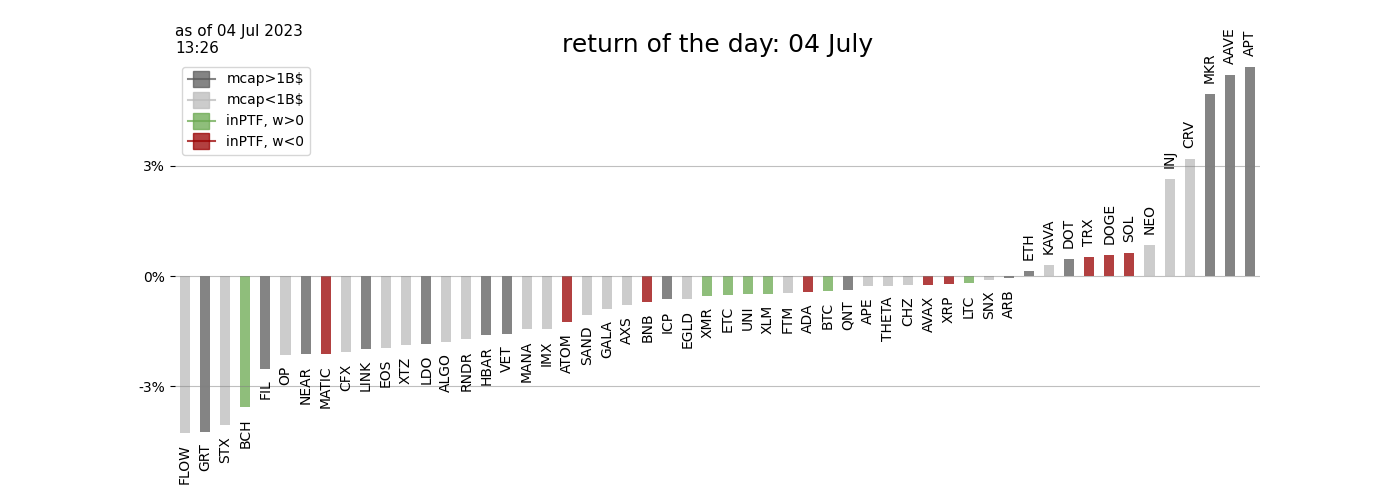 as of 04 Jul 2023
13:26
return of the day: 04 July
mcap>1B$
mcap<1B$
inPTF, w>0
inPTF, w<0
3%
0%
-3%
FLOW
GRT
STX
BCH
FIL
OP
NEAR
MATIC
CFX
LINK
EOS
XTZ
LDO
ALGO
RNDR
HBAR
VET
MANA
IMX
ATOM
SAND
GALA
AXS
BNB
ICP
EGLD
XMR
ETC
UNI
XLM
FTM
ADA
BTC
QNT
APE
THETA
CHZ
AVAX
XRP
LTC
SNX
ARB
ETH
KAVA
DOT
TRX
DOGE
SOL
NEO
INJ
CRV
MKR
AAVE
APT